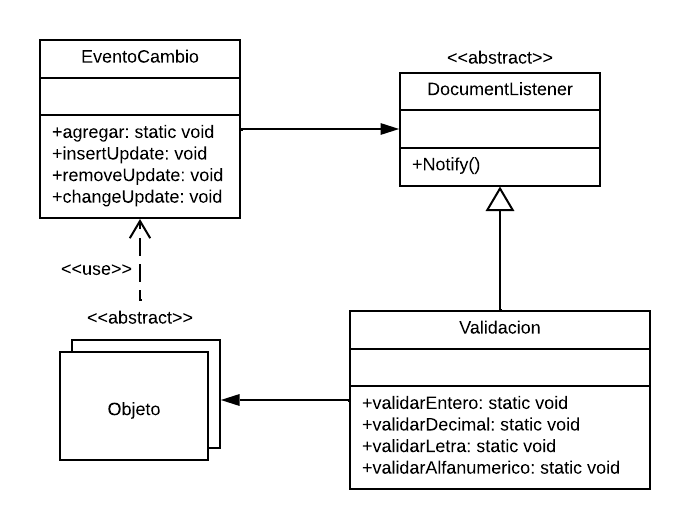 EventoCambio
+agregar: static void
+insertUpdate: void
+removeUpdate: void
+changeUpdate: void
<<abstract>>
DocumentListener
+Notify()
<<use>>
<<abstract>>
Objeto
Validacion
+validarEntero: static void
+validarDecimal: static void
+validarLetra: static void
+validarAlfanumerico: static void